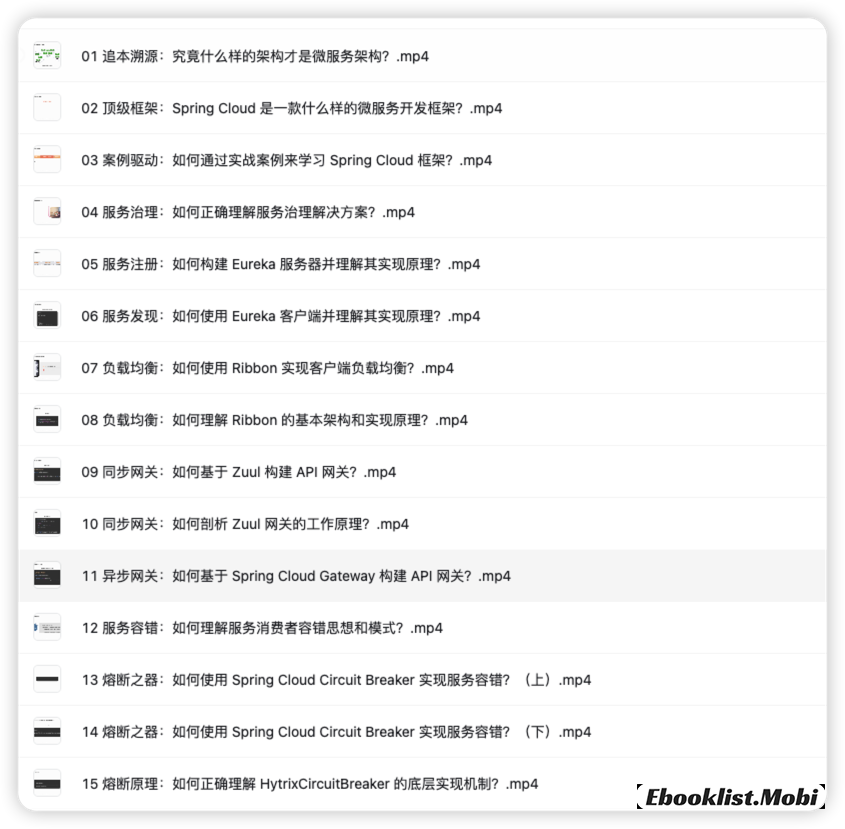 01 追本溯源：究竟什么样的架构才是微服务架构？.mp4
02 顶级框架：Spring Cloud 是一款什么样的微服务开发框架？.mp4
03 案例驱动：如何通过实战案例来学习 Spring Cloud 框架？.mp4
04 服务治理：如何正确理解服务治理解决方案？.mp4
05 服务注册：如何构建 Eureka 服务器并理解其实现原理？.mp4
06 服务发现：如何使用 Eureka 客户端并理解其实现原理？.mp4
07 负载均衡：如何使用 Ribbon 实现客户端负载均衡？.mp4
08 负载均衡：如何理解 Ribbon 的基本架构和实现原理？.mp4
09 同步网关：如何基于 Zuul 构建 API 网关？.mp4
10 同步网关：如何剖析 Zuul 网关的工作原理？.mp4
11 异步网关：如何基于 Spring Cloud Gateway 构建 API 网关？.mp4
12 服务容错：如何理解服务消费者容错思想和模式？.mp4
13 熔断之器：如何使用 Spring Cloud Circuit Breaker 实现服务容错？（上）.mp4
14 熔断之器：如何使用 Spring Cloud Circuit Breaker 实现服务容错？（下）.mp4
15 熔断原理：如何正确理解 HytrixCircuitBreaker 的底层实现机制？.mp4
【Ebooklist.Mobi】